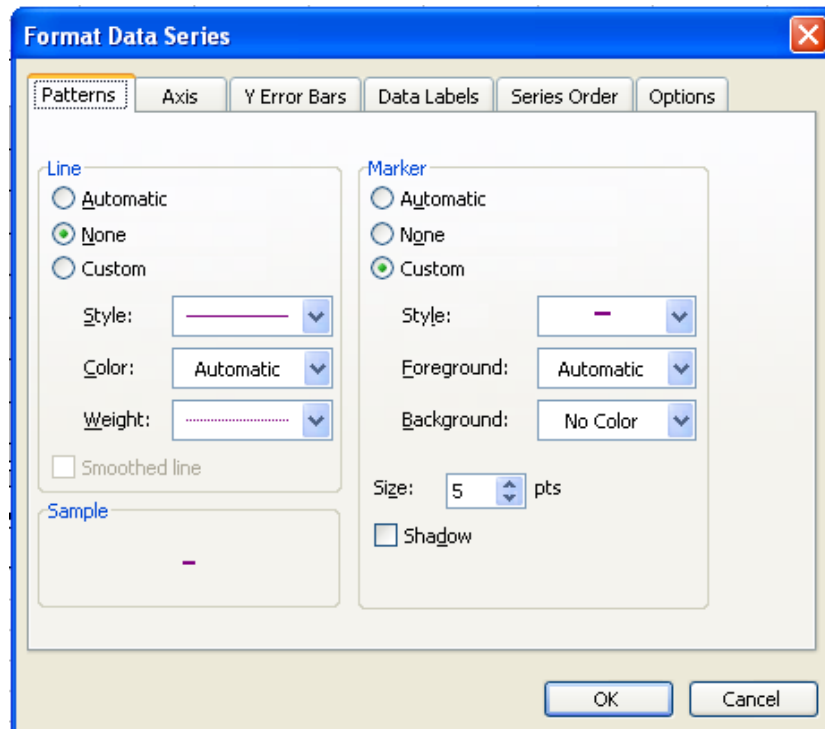 Format Data Series
Patterns
Axis
Y Error Bars
Data Labels
Series Order
Options
Line
Automatic
None
Custom
Style:
Color:
Automatic
Weight:
Smoothed line
Sample
Marker
Automatic
None
Custom
Style:
Foreground:
Automatic
Background:
No Color
Size:
5
pts
Shadow
OK
Cancel